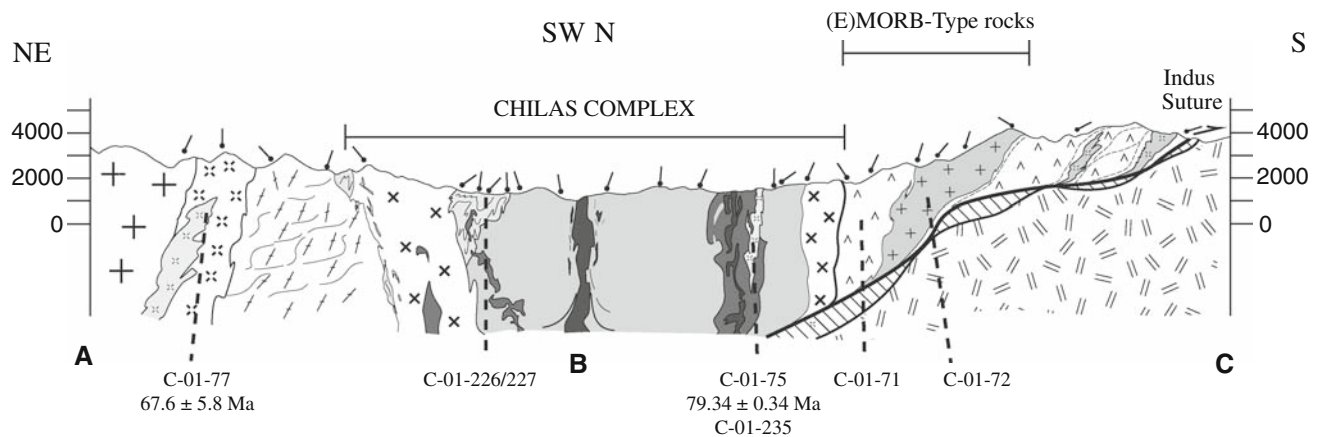 (E)MORB-Type rocks
SW N
NE
S
Indus
Suture
CHILAS COMPLEX
4000
2000
0
4000
2000
0
A
B
C
C-01-77
67.6 ± 5.8 Ma
C-01-226/227
C-01-75
79.34 ± 0.34 Ma
C-01-235
C-01-71
C-01-72